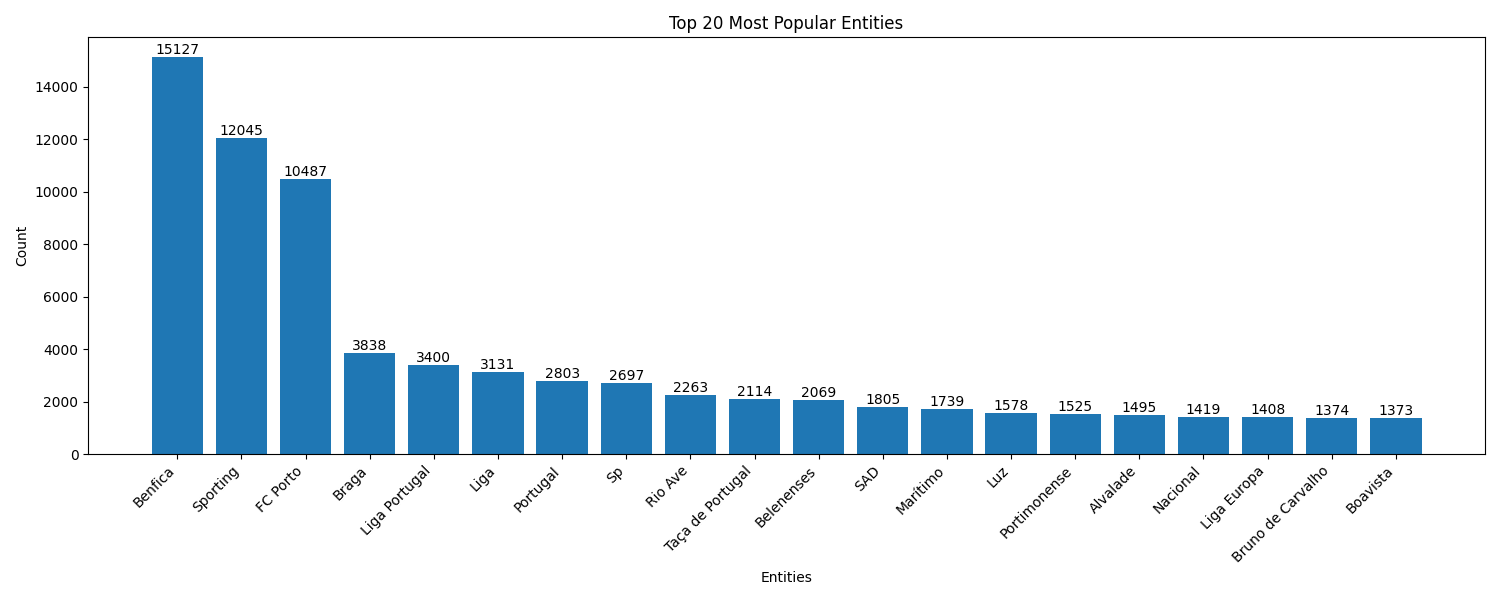 Top 20 Most Popular Entities
15127
12045
10487
3838
3400
3131
2803
2697
2263
2114
2069
1805
1739
1578
1525
1495
1419
1408
1374
1373
14000
12000
10000
8000
6000
4000
2000
0
Count
Benfica
Sporting
FC Porto
Braga
Liga Portugal
Liga
Portugal
Sp
Rio Ave
Taça de Portugal
Belenenses
SAD
Marítimo
Luz
Portimonense
Alvalade
Nacional
Liga Europa
Bruno de Carvalho
Boavista
Entities